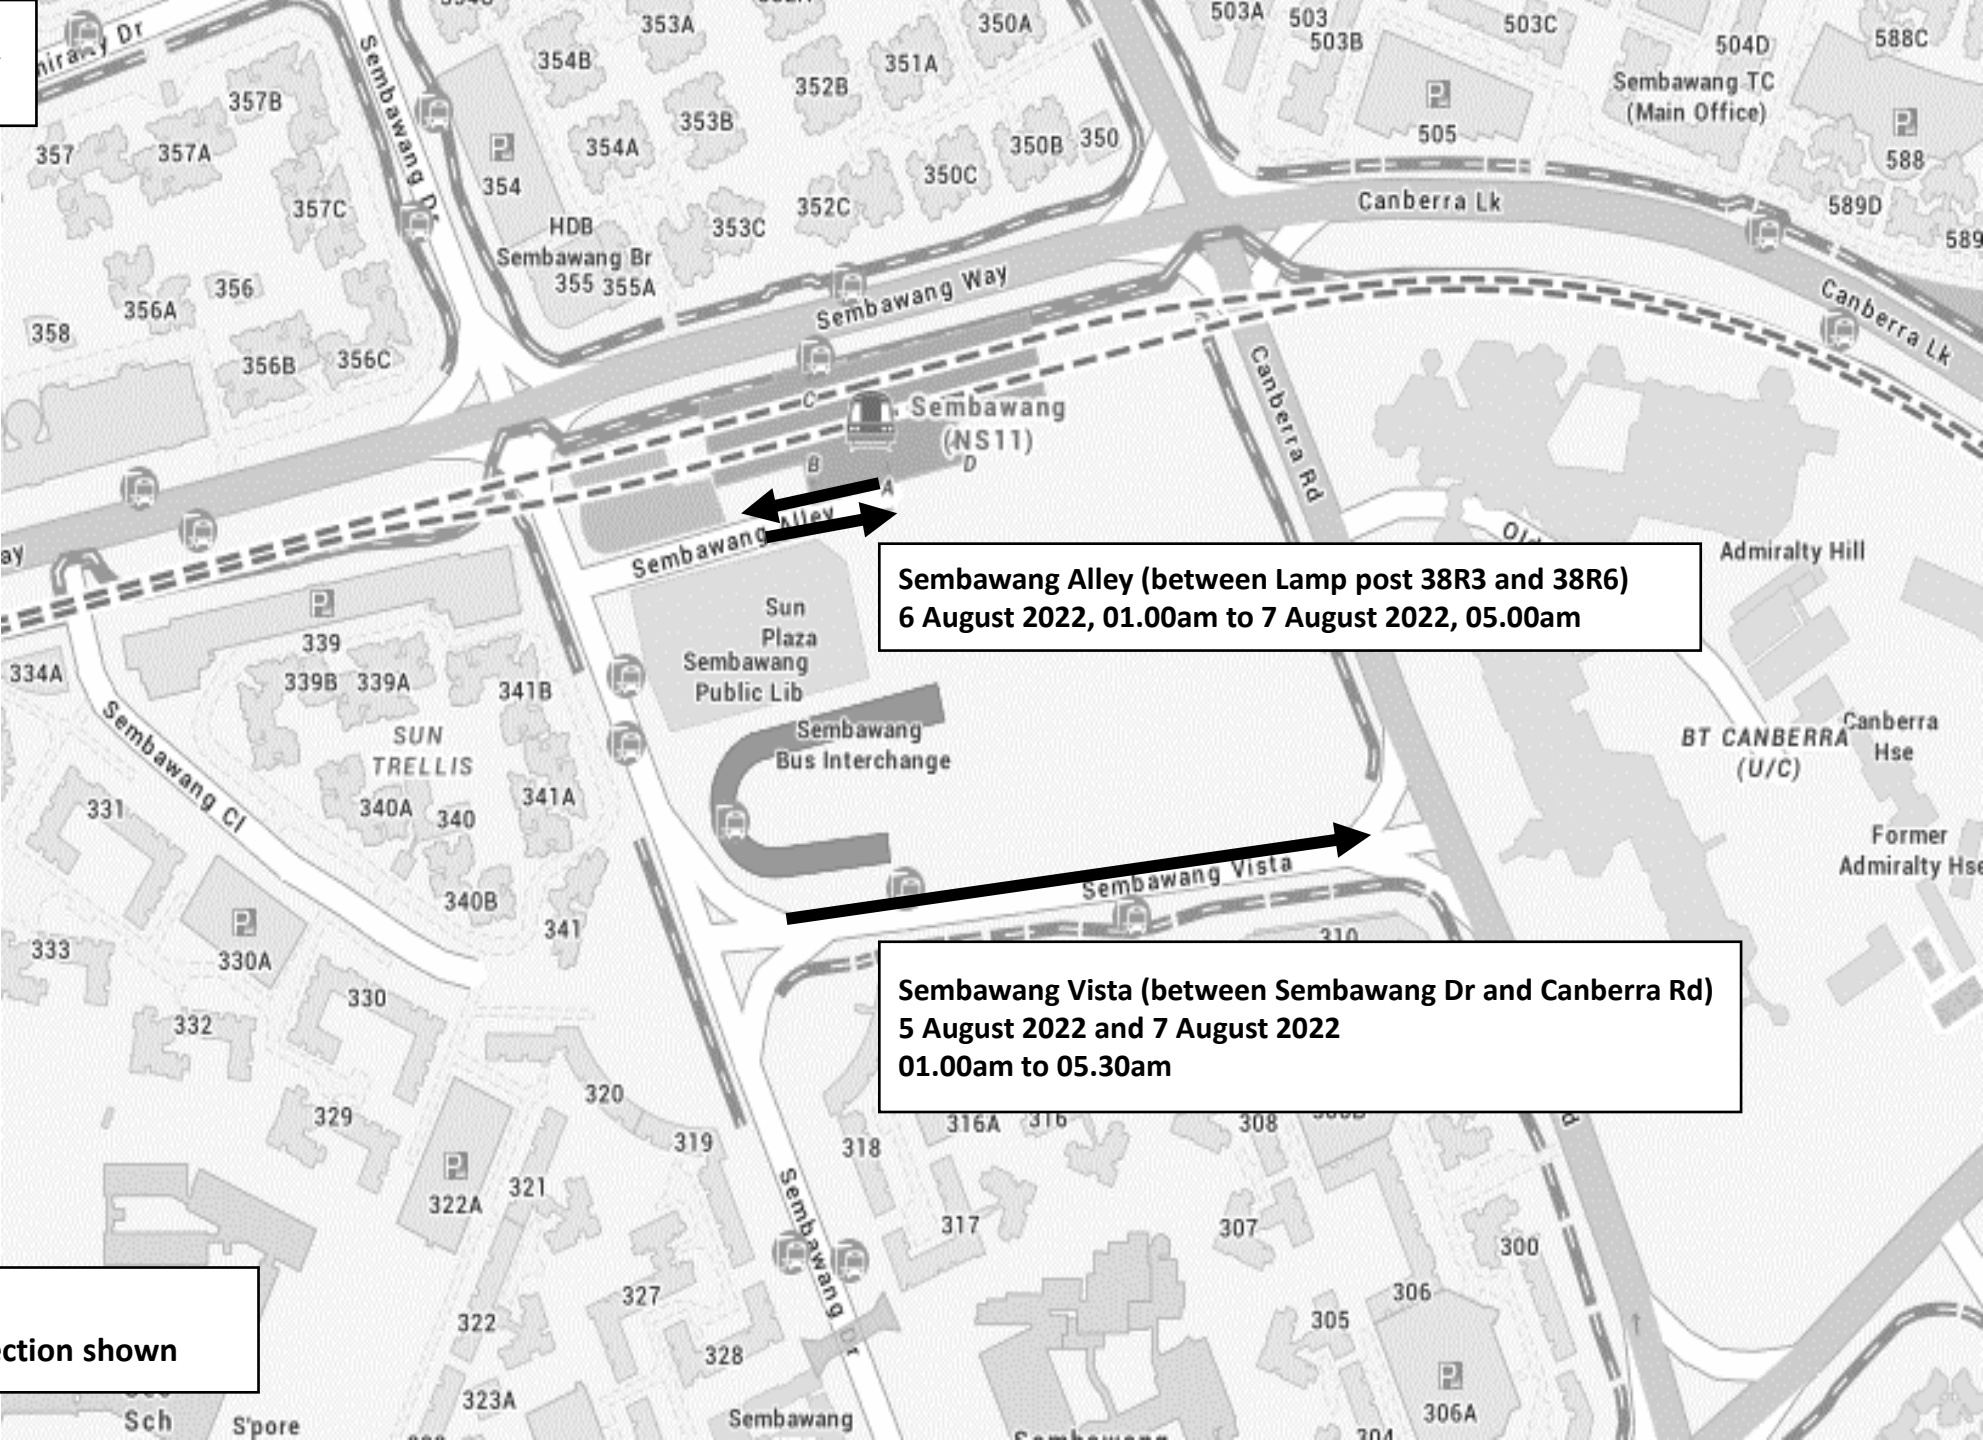 353A
350A
503A
503
503B
503C
504D
588C
Sembawang TC
(Main Office)
354B
352B
351A
357B
Sembawang Dr
353B
350B
350
505
588
357
357A
354A
354
350C
357C
352C
353C
Canberra Lk
589D
HDB
Sembawang Br
355
355A
356A
356
Sembawang Way
358
356B
356C
Canberra Lk
Canberra Rd
C
Sembawang
(NS11)
B
D
A
Sembawang Alley
Admiralty Hill
Sembawang Alley (between Lamp post 38R3 and 38R6)
6 August 2022, 01.00am to 7 August 2022, 05.00am
Sun
Plaza
Sembawang
Public Lib
339
339B
339A
341B
334A
Sembawang Cl
SUN
TRELLIS
Sembawang
Bus Interchange
BT CANBERRA
(U/C)
Canberra
Hse
331
340A
340
341A
Former
Admiralty Hse
Sembawang Vista
340B
341
333
330A
330
310
Sembawang Vista (between Sembawang Dr and Canberra Rd)
5 August 2022 and 7 August 2022
01.00am to 05.30am
332
329
320
319
318
316A
316
308
322A
321
Sembawang Dr
317
307
300
327
322
328
305
306
ction shown
323A
306A
Sch
S'pore
Sembawang
304